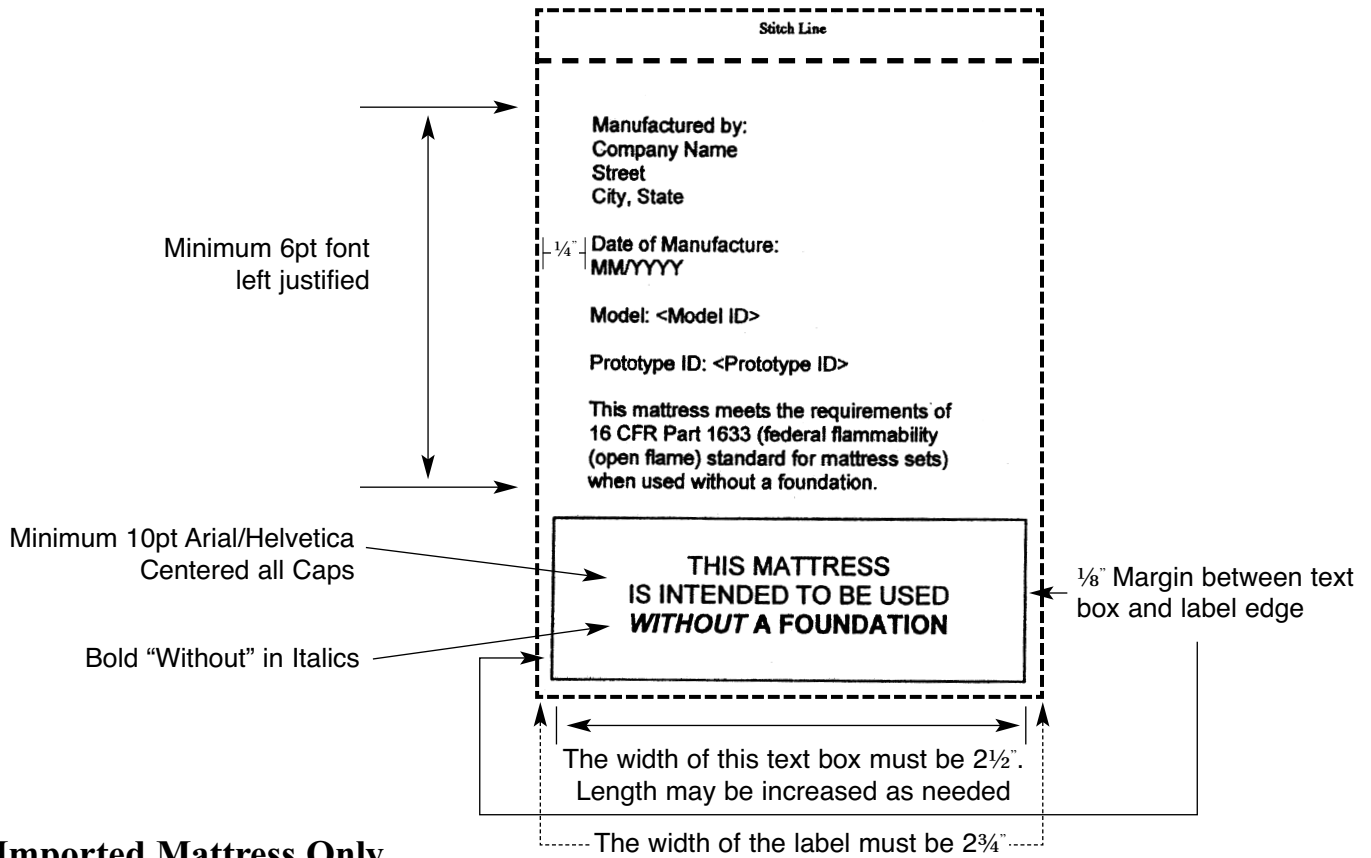 Stitch Line
Manufactured by:
Company Name
Street
City, State
Minimum 6pt font
left justified
¼"
Date of Manufacture:
MM/YYYY
Model: <Model ID>
Prototype ID: <Prototype ID>
This mattress meets the requirements of
16 CFR Part 1633 (federal flammability
(open flame) standard for mattress sets)
when used without a foundation.
Minimum 10pt Arial/Helvetica
Centered all Caps
THIS MATTRESS
IS INTENDED TO BE USED
WITHOUT A FOUNDATION
⅛" Margin between text
box and label edge
Bold “Without” in Italics
The width of this text box must be 2½".
Length may be increased as needed
The width of the label must be 2¾"
Imported Mattress Only